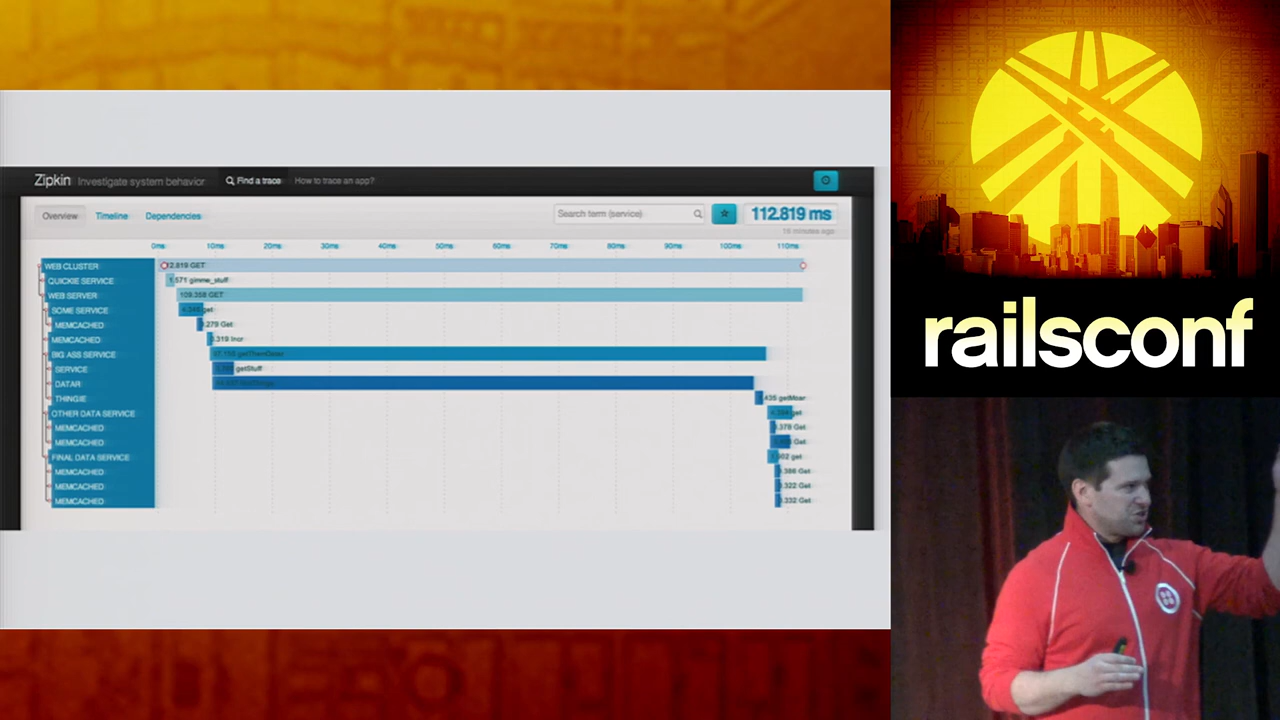 Zipkin Investigate system behavior Find a trace How to trace an app?
Overview Timeline Dependencies Search term (service) 112.819 ms
0ms 10ms 20ms 30ms 40ms 50ms 60ms 70ms 80ms 90ms 100ms 110ms
WEB CLUSTER 2.819 GET
QUICKIE SERVICE .571 gimme_stuff
WEB SERVER 109.358 GET
SOME SERVICE get
MEMCACHED .279 Get
MEMCACHED .319 Incr
BIG ASS SERVICE
SERVICE getStuff
DATAR
THINGIE .435 getMoar
OTHER DATA SERVICE get
MEMCACHED .378 Get
MEMCACHED Get
FINAL DATA SERVICE get
MEMCACHED .386 Get
MEMCACHED .322 Get
MEMCACHED .332 Get
railsconf